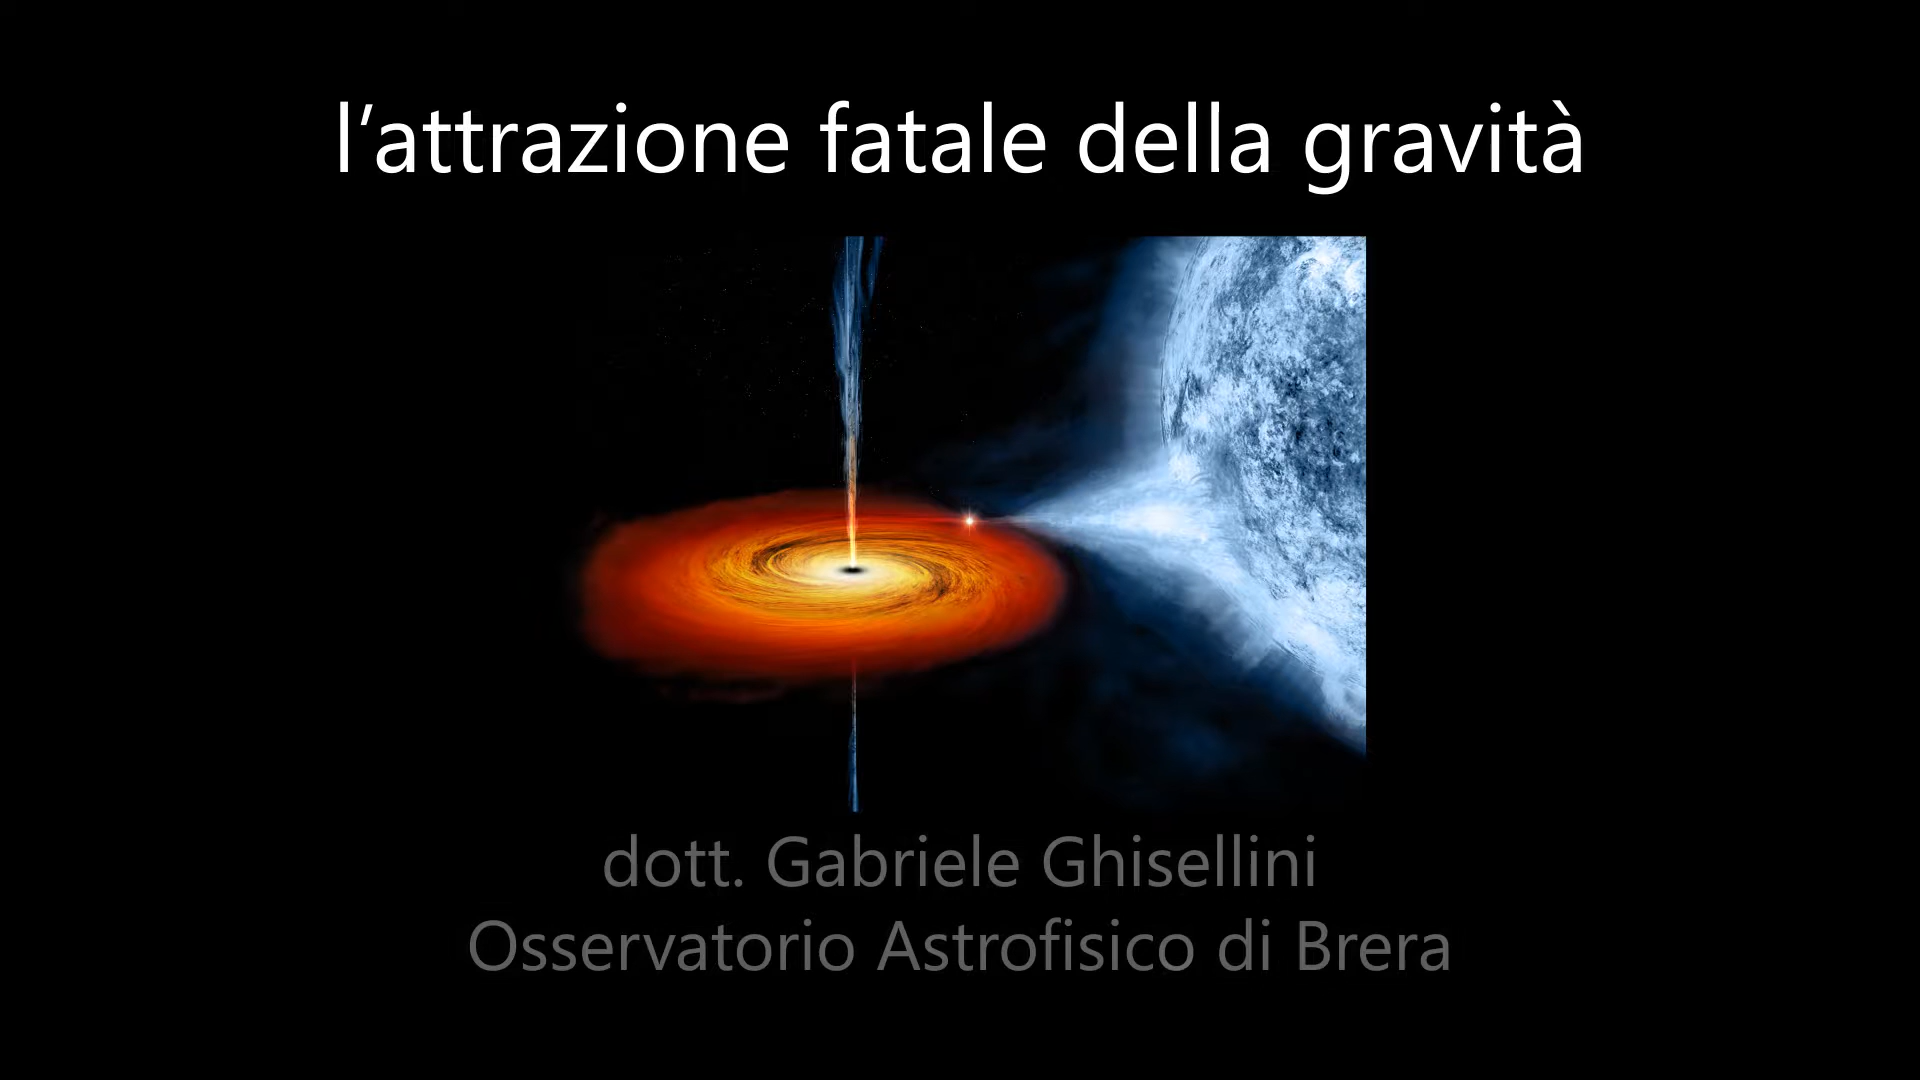 l’attrazione fatale della gravità
dott. Gabriele Ghisellini
Osservatorio Astrofisico di Brera